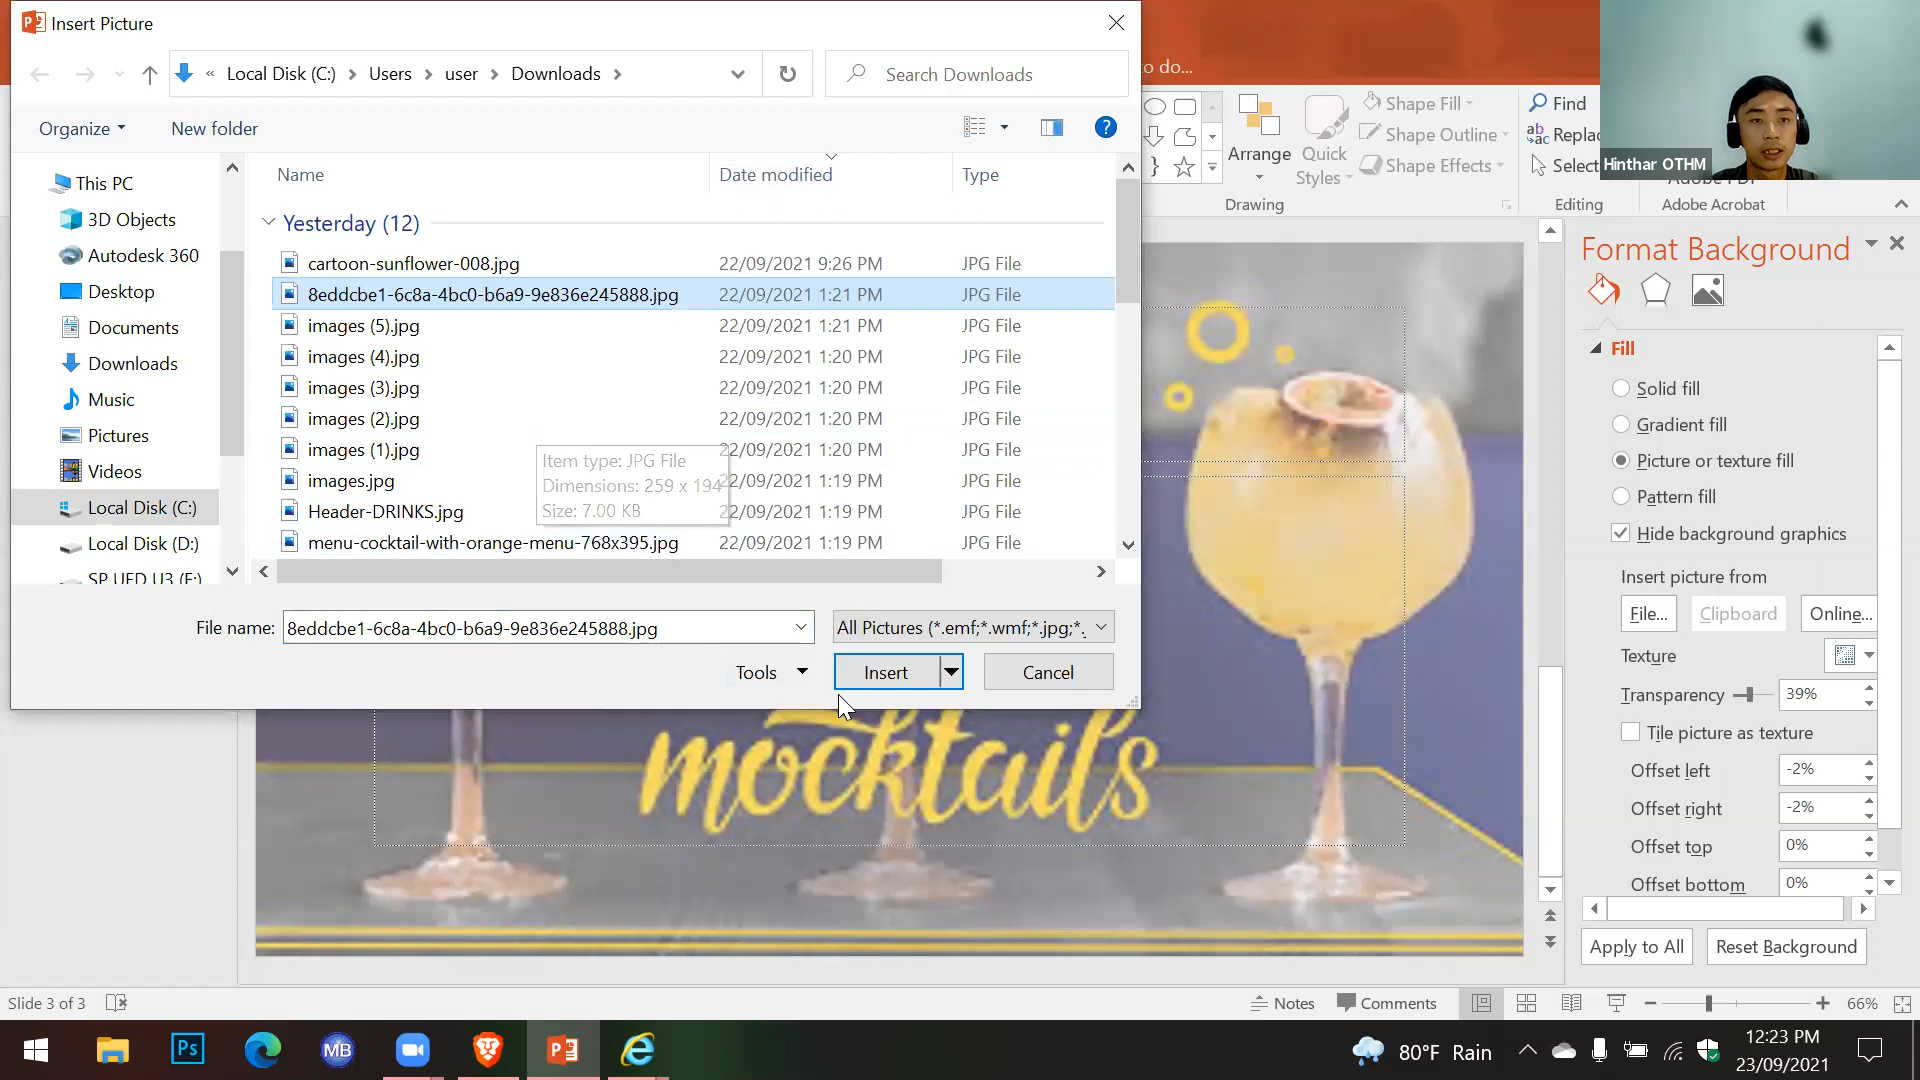 Insert Picture
« Local Disk (C:) > Users > user > Downloads >
Search Downloads
Organize
New folder
This PC
3D Objects
Autodesk 360
Desktop
Documents
Downloads
Music
Pictures
Videos
Local Disk (C:)
Local Disk (D:)
SP UFD U3 (F:)
Name Date modified Type
Yesterday (12)
cartoon-sunflower-008.jpg 22/09/2021 9:26 PM JPG File
8eddcbe1-6c8a-4bc0-b6a9-9e836e245888.jpg 22/09/2021 1:21 PM JPG File
images (5).jpg 22/09/2021 1:21 PM JPG File
images (4).jpg 22/09/2021 1:20 PM JPG File
images (3).jpg 22/09/2021 1:20 PM JPG File
images (2).jpg 22/09/2021 1:20 PM JPG File
images (1).jpg 22/09/2021 1:20 PM JPG File
images.jpg 22/09/2021 1:19 PM JPG File
Header-DRINKS.jpg 22/09/2021 1:19 PM JPG File
menu-cocktail-with-orange-menu-768x395.jpg 22/09/2021 1:19 PM JPG File
Item type: JPG File
Dimensions: 259 x 194
Size: 7.00 KB
File name: 8eddcbe1-6c8a-4bc0-b6a9-9e836e245888.jpg
All Pictures (*.emf;*.wmf;*.jpg;*.
Tools
Insert
Cancel
to do...
Arrange
Quick
Styles
Shape Fill
Shape Outline
Shape Effects
Drawing
Find
ab
ac
Replac
Select
Editing
Adobe PDF
Adobe Acrobat
Hinthar OTHM
mocktails
Format Background
Fill
Solid fill
Gradient fill
Picture or texture fill
Pattern fill
Hide background graphics
Insert picture from
File...
Clipboard
Online...
Texture
Transparency 39%
Tile picture as texture
Offset left -2%
Offset right -2%
Offset top 0%
Offset bottom 0%
Apply to All
Reset Background
Slide 3 of 3
Notes
Comments
66%
Ps
MB
80°F Rain
12:23 PM
23/09/2021